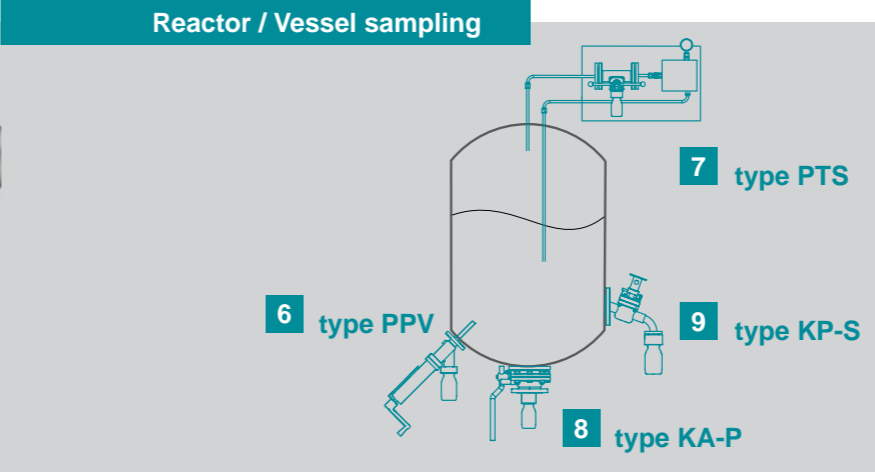 Reactor / Vessel sampling
7 type PTS
6 type PPV
9 type KP-S
8 type KA-P